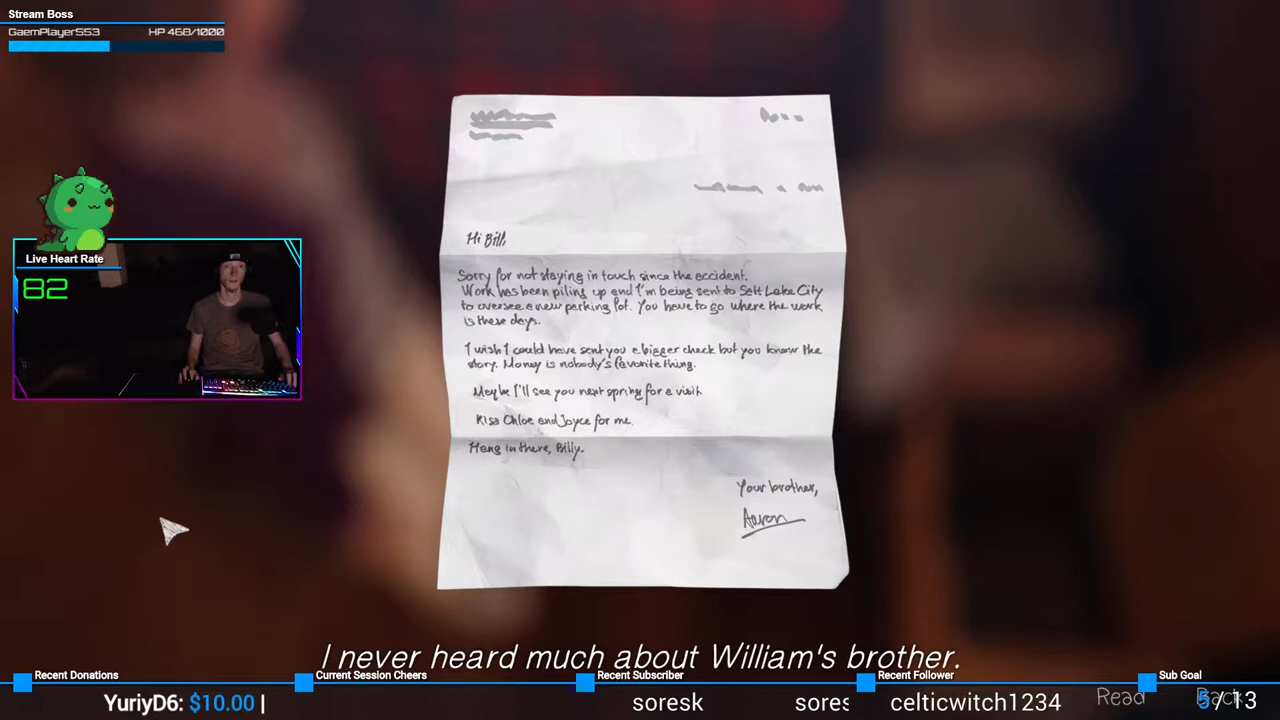 Stream Boss
GaemPlayer553 HP 468/1000
Live Heart Rate
82
Hi Bill,
Sorry for not staying in touch since the accident.
Work has been piling up and I'm being sent to Salt Lake City
to oversee a new parking lot. You have to go where the work
is these days.
I wish I could have sent you a bigger check but you know the
story. Money is nobody's favorite thing.
Maybe I'll see you next spring for a visit.
Kiss Chloe and Joyce for me.
Hang in there, Billy.
Your brother,
Aaron
I never heard much about William's brother.
Recent Donations Current Session Cheers Recent Subscriber Recent Follower Sub Goal
YuriyD6: $10.00 | soresk sores celticwitch1234 Read Back 5 / 13